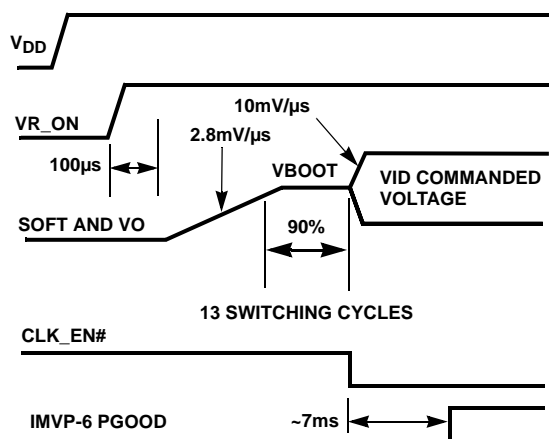 VDD
10mV/µs
VR_ON
2.8mV/µs
100µs
VBOOT
VID COMMANDED
VOLTAGE
SOFT AND VO
90%
13 SWITCHING CYCLES
CLK_EN#
IMVP-6 PGOOD
~7ms